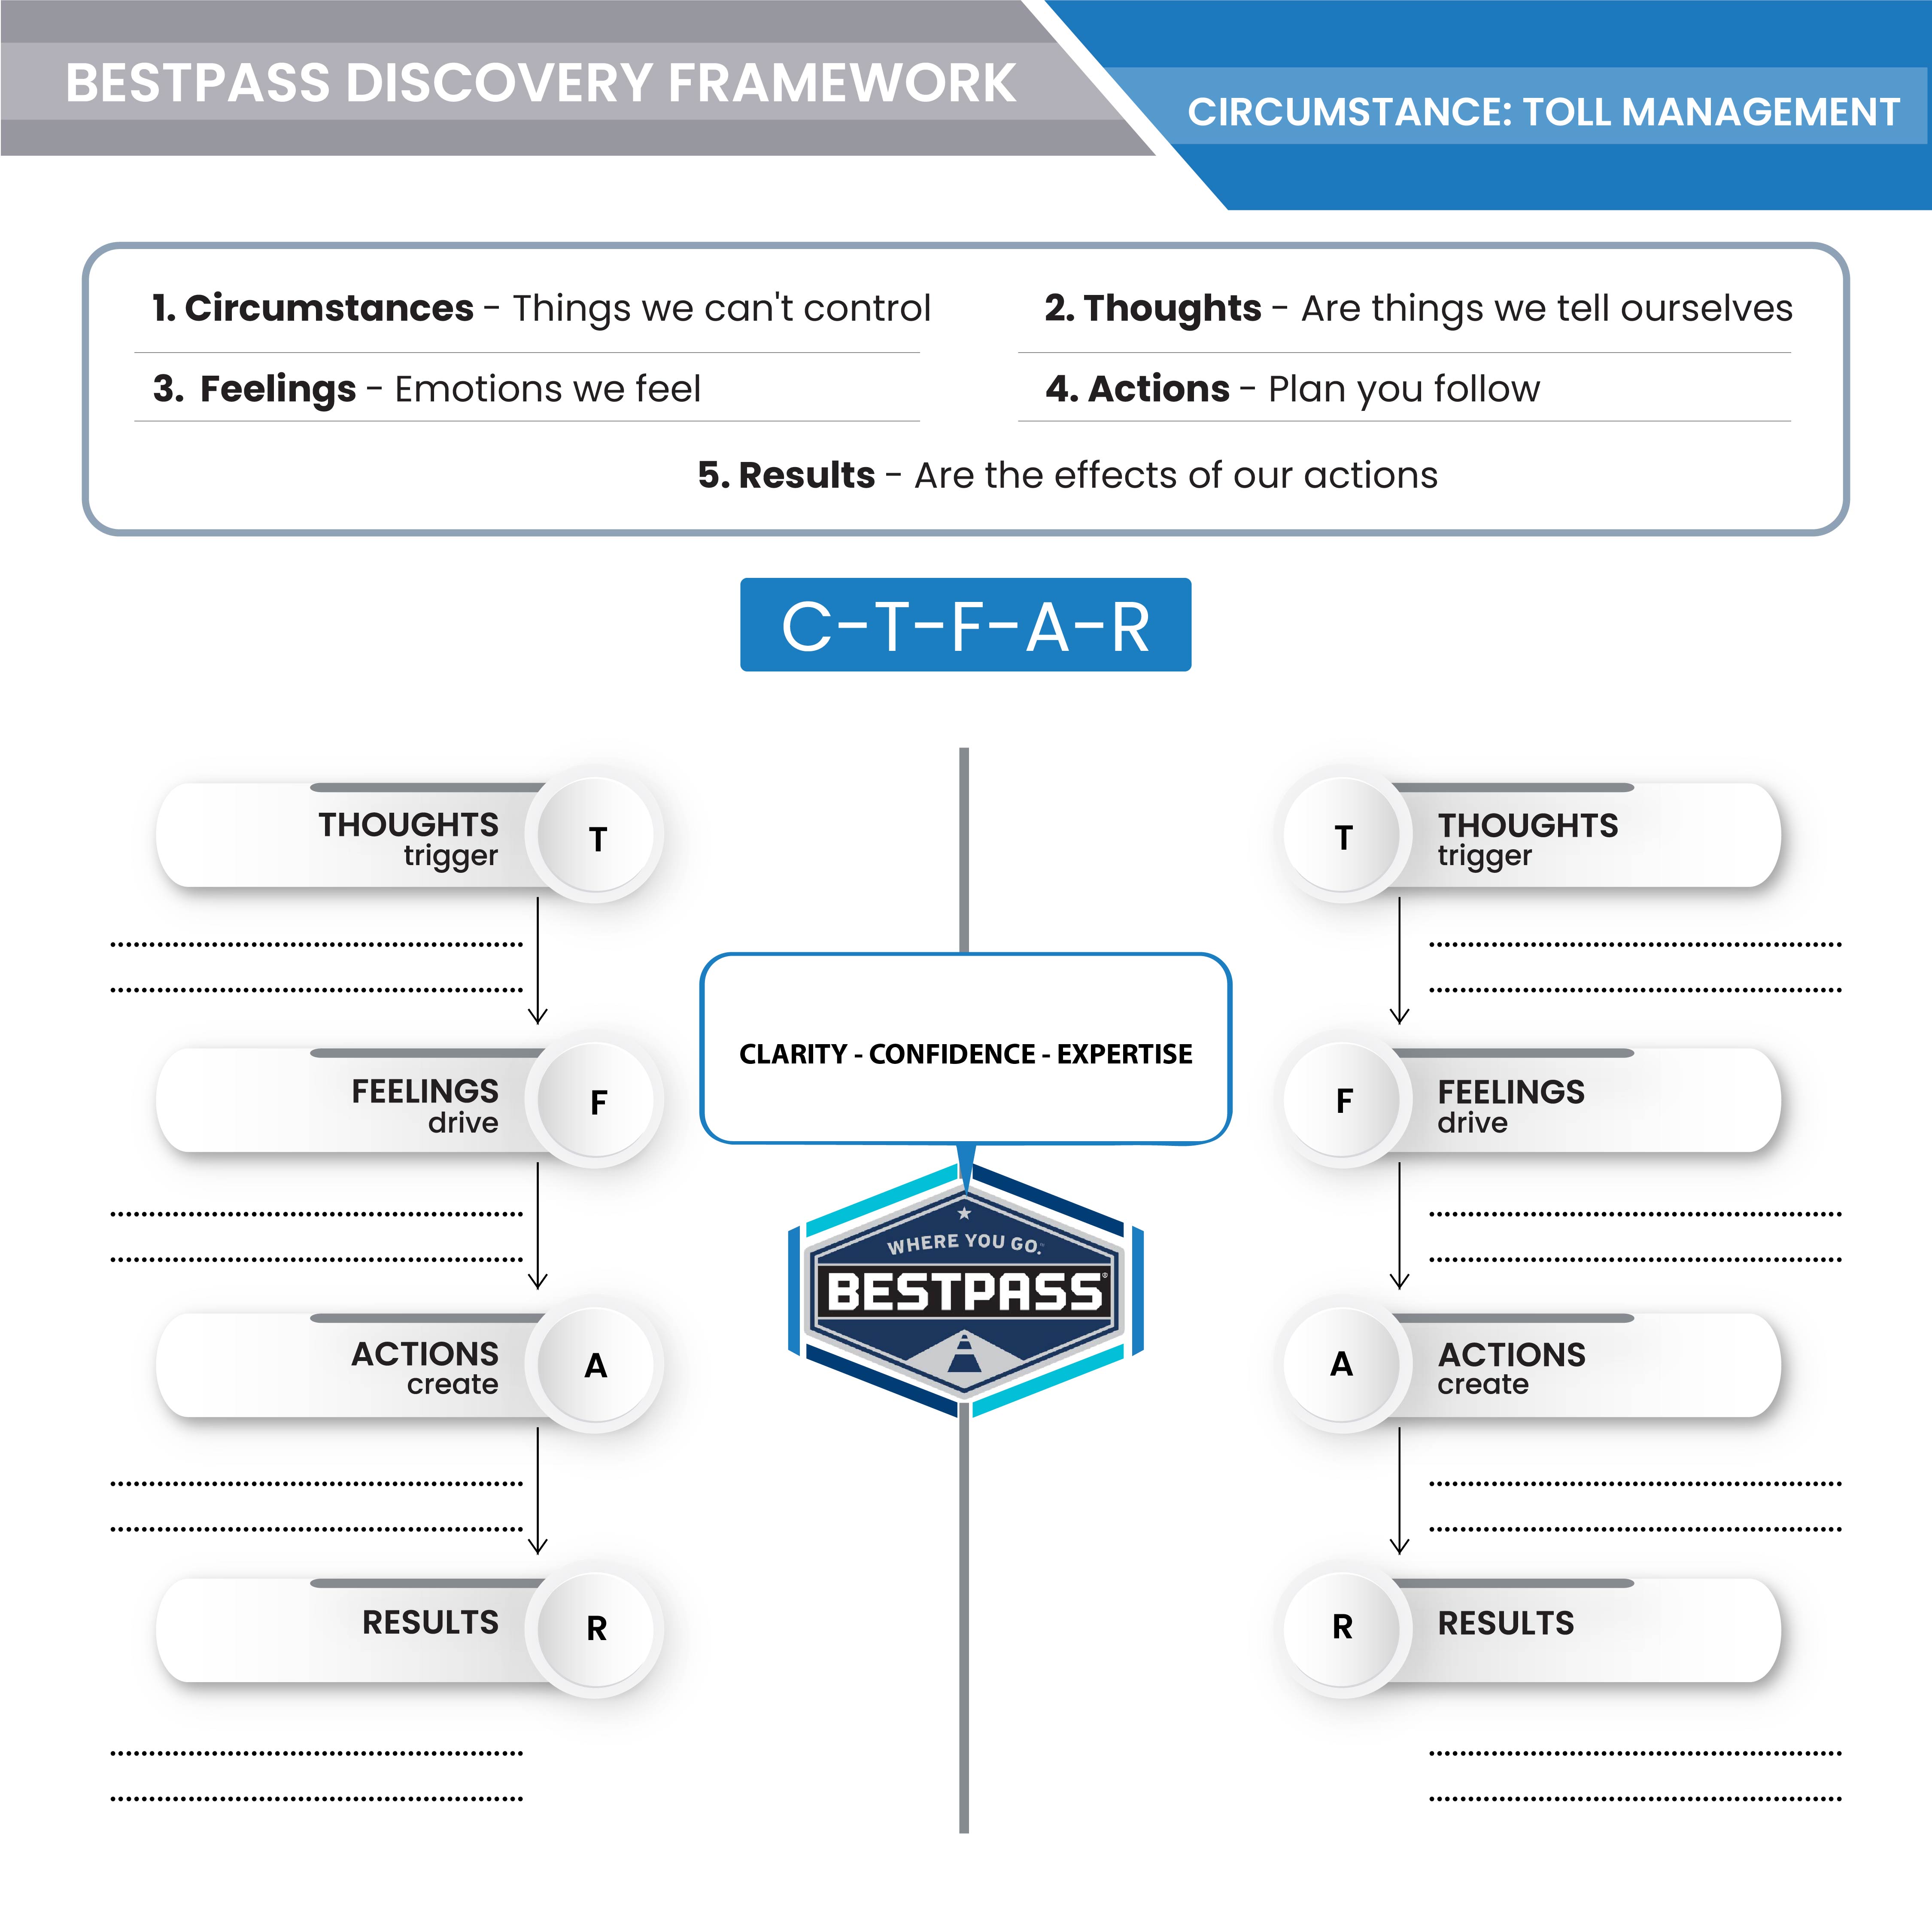 BESTPASS DISCOVERY FRAMEWORK
CIRCUMSTANCE: TOLL MANAGEMENT
1. Circumstances - Things we can't control
2. Thoughts - Are things we tell ourselves
3. Feelings - Emotions we feel
4. Actions - Plan you follow
5. Results - Are the effects of our actions
C-T-F-A-R
THOUGHTS
trigger
T
FEELINGS
drive
F
ACTIONS
create
A
RESULTS
R
CLARITY - CONFIDENCE - EXPERTISE
WHERE YOU GO.™
BESTPASS®
T
THOUGHTS
trigger
F
FEELINGS
drive
A
ACTIONS
create
R
RESULTS